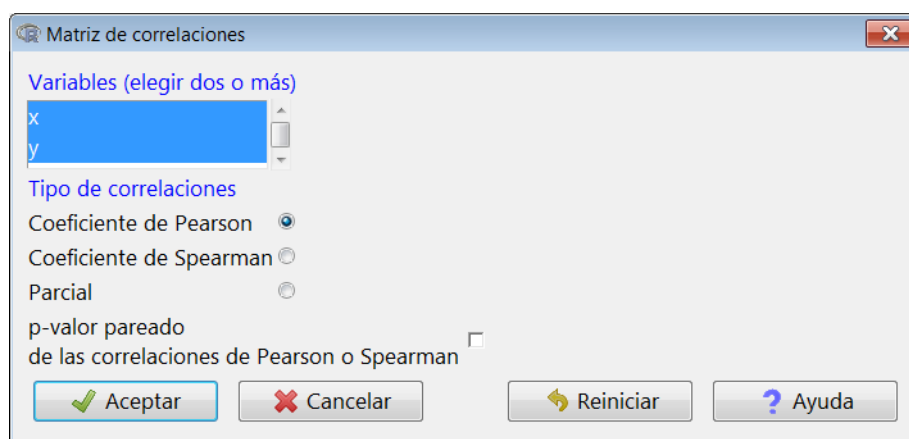 Matriz de correlaciones
Variables (elegir dos o más)
x
y
Tipo de correlaciones
Coeficiente de Pearson
Coeficiente de Spearman
Parcial
p-valor pareado
de las correlaciones de Pearson o Spearman
Aceptar Cancelar Reiniciar Ayuda